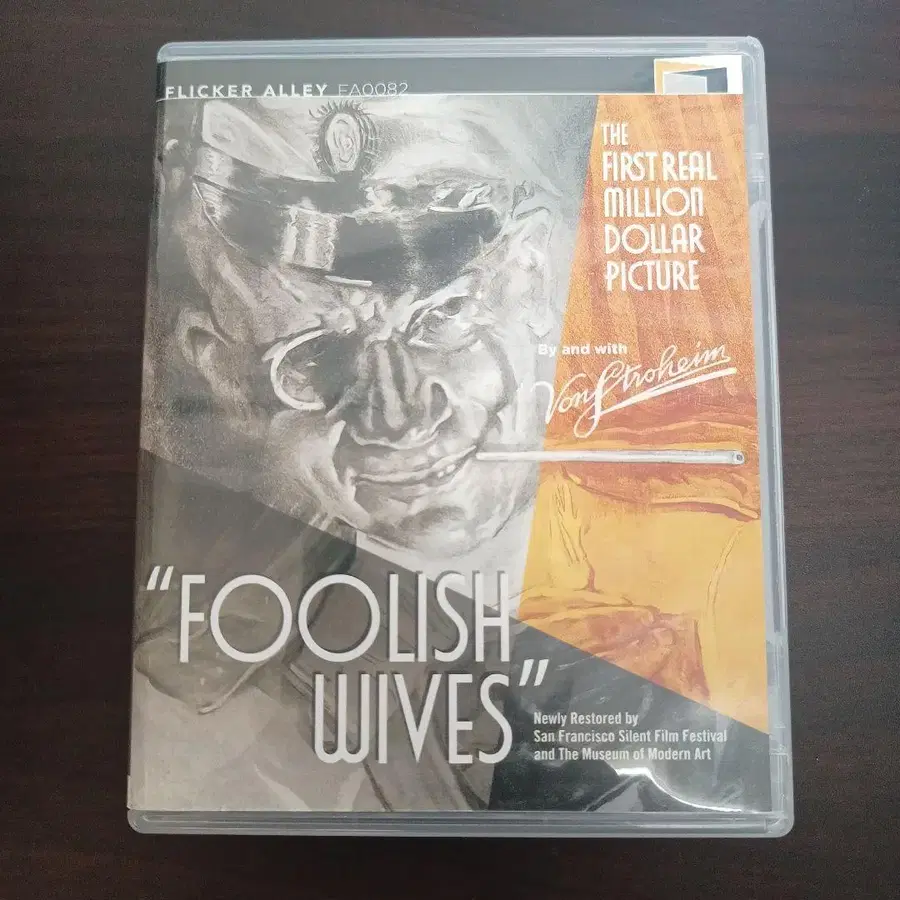 FLICKER ALLEY FA0082
THE
FIRST REAL
MILLION
DOLLAR
PICTURE
By and with
Von Stroheim
"FOOLISH
WIVES"
Newly Restored by
San Francisco Silent Film Festival
and The Museum of Modern Art